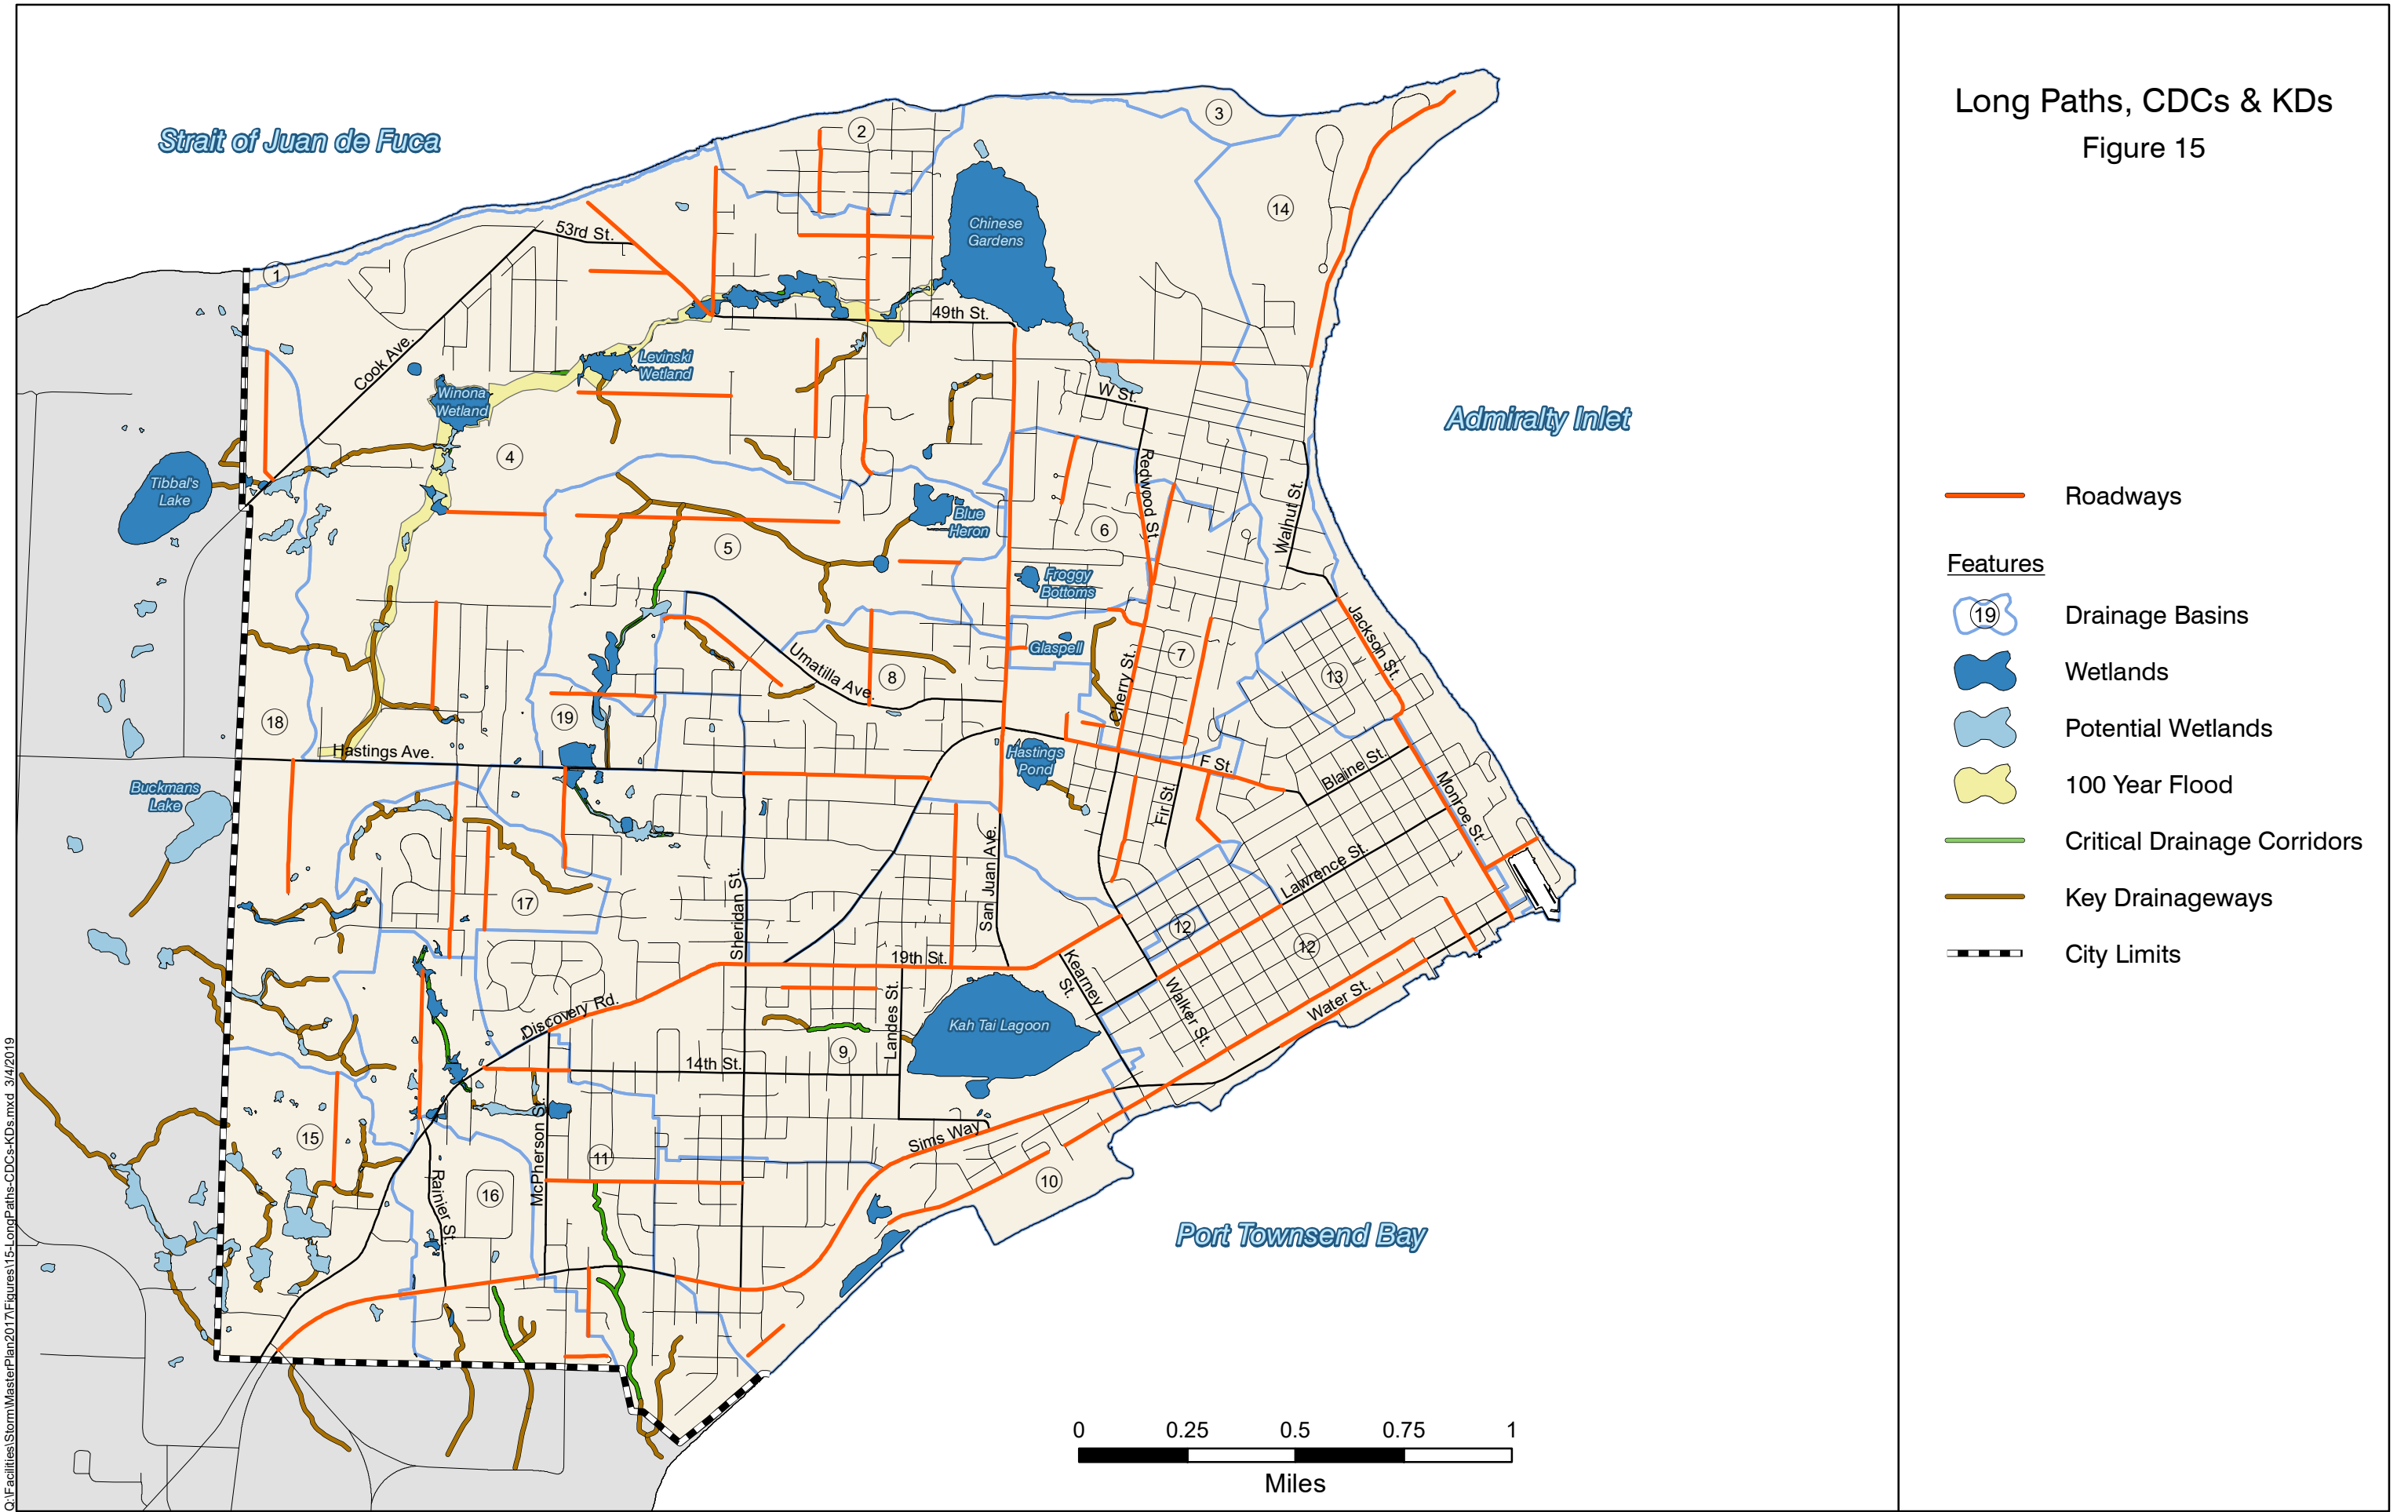 Long Paths, CDCs & KDs
Figure 15
Roadways
Features
19
Drainage Basins
Wetlands
Potential Wetlands
100 Year Flood
Critical Drainage Corridors
Key Drainageways
City Limits
Strait of Juan de Fuca
Admiralty Inlet
Port Townsend Bay
1
2
3
14
Chinese
Gardens
53rd St.
49th St.
Cook Ave.
Levinski
Wetland
Winona
Wetland
W St.
4
Tibbal's
Lake
Redwood St.
Walnut St.
Blue
Heron
5
6
Froggy
Bottoms
Jackson St.
Glaspell
7
Umatilla Ave.
8
Cherry St.
13
18
19
Hastings Ave.
Hastings
Pond
F St.
Blaine St.
Buckmans
Lake
Fir St.
Monroe St.
Lawrence St.
San Juan Ave.
Sheridan St.
17
12
12
19th St.
Kearney
St.
Walker St.
Water St.
Discovery Rd.
Landes St.
Kah Tai Lagoon
9
14th St.
15
McPherson St.
11
Sims Way
10
Rainier St.
16
0
0.25
0.5
0.75
1
Miles
Q:\Facilities\Storm\MasterPlan2017\Figures\15-LongPaths-CDCs-KDs.mxd 3/4/2019